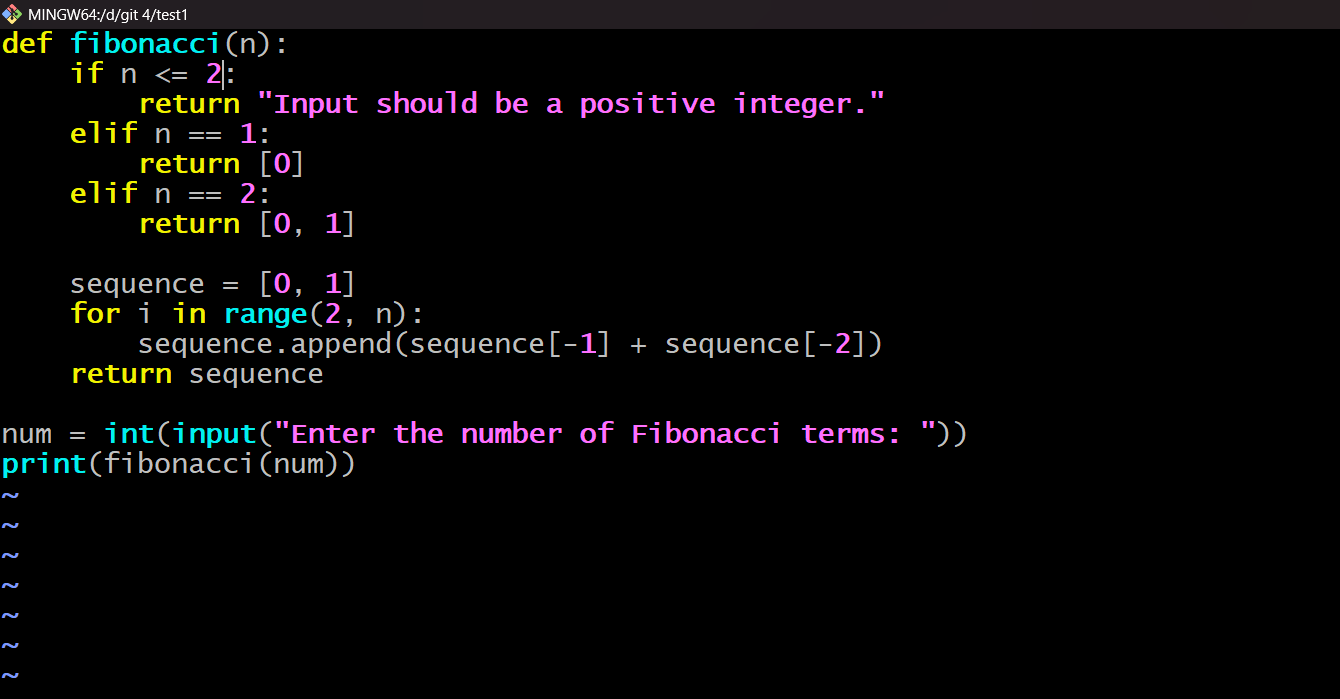 MINGW64:/d/git 4/test1
def fibonacci(n):
    if n <= 2:
        return "Input should be a positive integer."
    elif n == 1:
        return [0]
    elif n == 2:
        return [0, 1]

    sequence = [0, 1]
    for i in range(2, n):
        sequence.append(sequence[-1] + sequence[-2])
    return sequence

num = int(input("Enter the number of Fibonacci terms: "))
print(fibonacci(num))
~
~
~
~
~
~
~